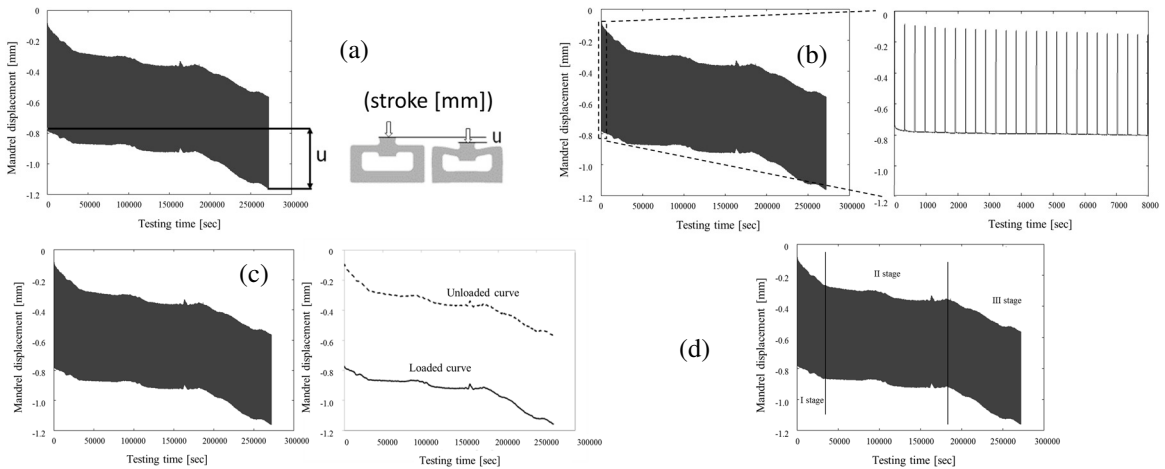 (a)
Mandrel displacement [mm]
0
-0.2
-0.4
-0.6
-0.8
-1.0
-1.2
0 50000 100000 150000 200000 250000 300000
Testing time [sec]
u
(stroke [mm])
u
(b)
Mandrel displacement [mm]
0
-0.2
-0.4
-0.6
-0.8
-1.0
-1.2
0 50000 100000 150000 200000 250000 300000
Testing time [sec]
0
-0.2
-0.4
-0.6
-0.8
-1.0
-1.2
0 1000 2000 3000 4000 5000 6000 7000 8000
Testing time [sec]
(c)
Mandrel displacement [mm]
0
-0.2
-0.4
-0.6
-0.8
-1.0
-1.2
0 50000 100000 150000 200000 250000 300000
Testing time [sec]
0
-0.2
-0.4
-0.6
-0.8
-1.0
-1.2
Unloaded curve
Loaded curve
0 50000 100000 150000 200000 250000 300000
Testing time [sec]
(d)
Mandrel displacement [mm]
0
-0.2
-0.4
-0.6
-0.8
-1.0
-1.2
I stage
II stage
III stage
0 50000 100000 150000 200000 250000 300000
Testing time [sec]